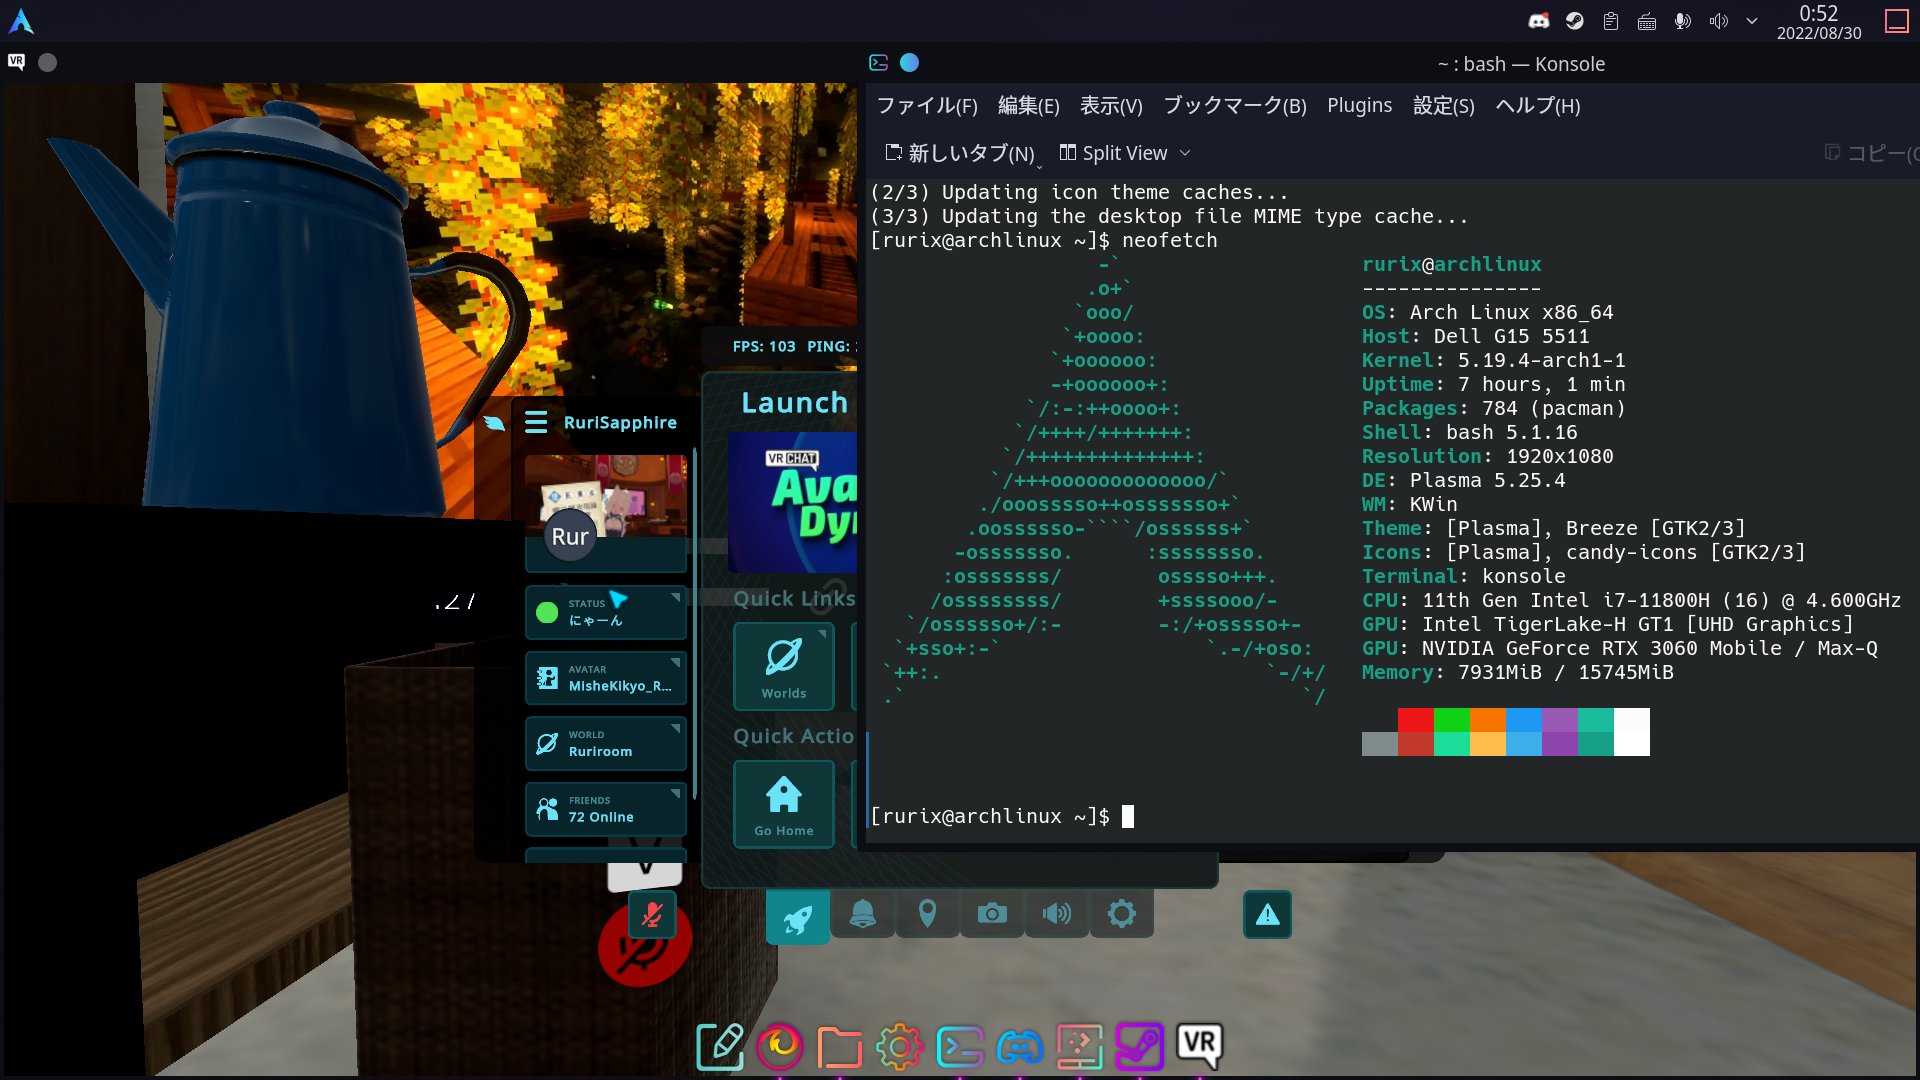 0:52
2022/08/30
VR
~ : bash — Konsole
ファイル(F) 編集(E) 表示(V) ブックマーク(B) Plugins 設定(S) ヘルプ(H)
新しいタブ(N) Split View コピー(C
(2/3) Updating icon theme caches...
(3/3) Updating the desktop file MIME type cache...
[rurix@archlinux ~]$ neofetch
rurix@archlinux
---------------
OS: Arch Linux x86_64
Host: Dell G15 5511
Kernel: 5.19.4-arch1-1
Uptime: 7 hours, 1 min
Packages: 784 (pacman)
Shell: bash 5.1.16
Resolution: 1920x1080
DE: Plasma 5.25.4
WM: KWin
Theme: [Plasma], Breeze [GTK2/3]
Icons: [Plasma], candy-icons [GTK2/3]
Terminal: konsole
CPU: 11th Gen Intel i7-11800H (16) @ 4.600GHz
GPU: Intel TigerLake-H GT1 [UHD Graphics]
GPU: NVIDIA GeForce RTX 3060 Mobile / Max-Q
Memory: 7931MiB / 15745MiB
[rurix@archlinux ~]$
FPS: 103 PING:
Launch
RuriSapphire
VRCHAT
Ava
Dyn
Rur
STATUS
にゃーん
AVATAR
MisheKikyo_R...
WORLD
Ruriroom
FRIENDS
72 Online
Quick Links
Worlds
Quick Actio
Go Home
VR